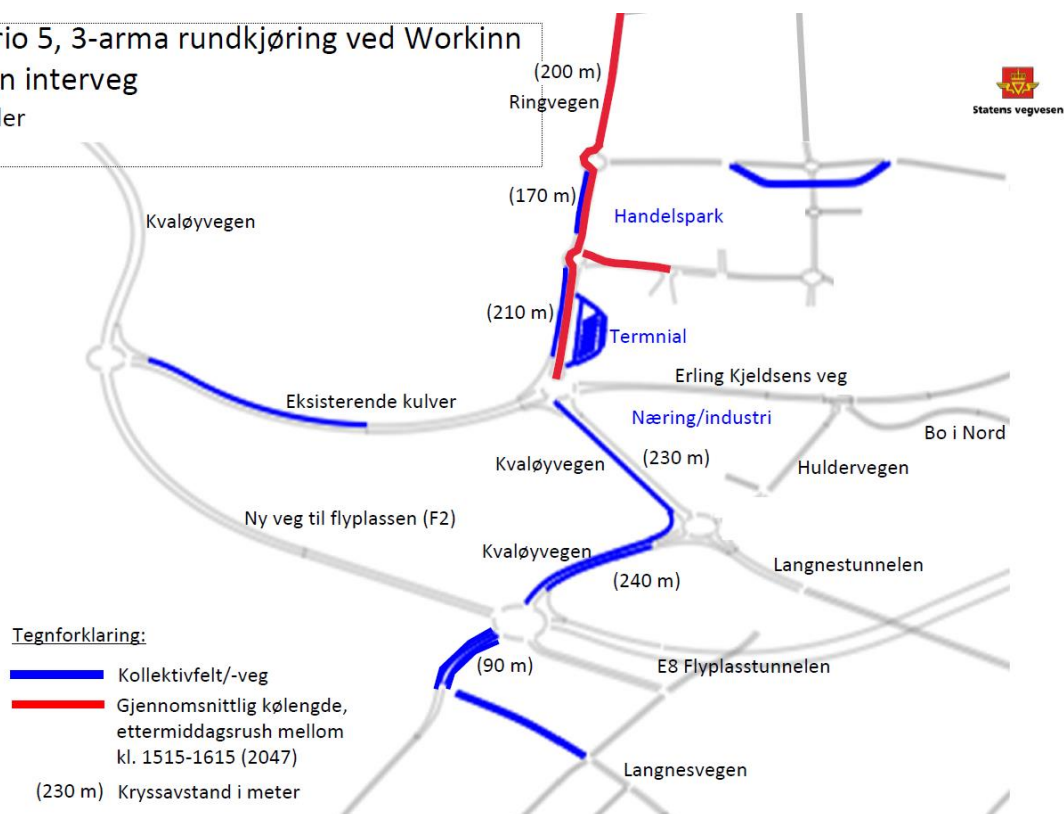 rio 5, 3-arma rundkjøring ved Workinn
n interveg
der
(200 m)
Ringvegen
Statens vegvesen
Kvaløyvegen
(170 m)
Handelspark
(210 m)
Termnial
Erling Kjeldsens veg
Eksisterende kulver
Næring/industri
Bo i Nord
Kvaløyvegen
(230 m)
Huldervegen
Ny veg til flyplassen (F2)
Kvaløyvegen
(240 m)
Langnestunnelen
Tegnforklaring:
(90 m)
E8 Flyplasstunnelen
Kollektivfelt/-veg
Gjennomsnittlig kølengde,
ettermiddagsrush mellom
kl. 1515-1615 (2047)
Langnesvegen
(230 m) Kryssavstand i meter